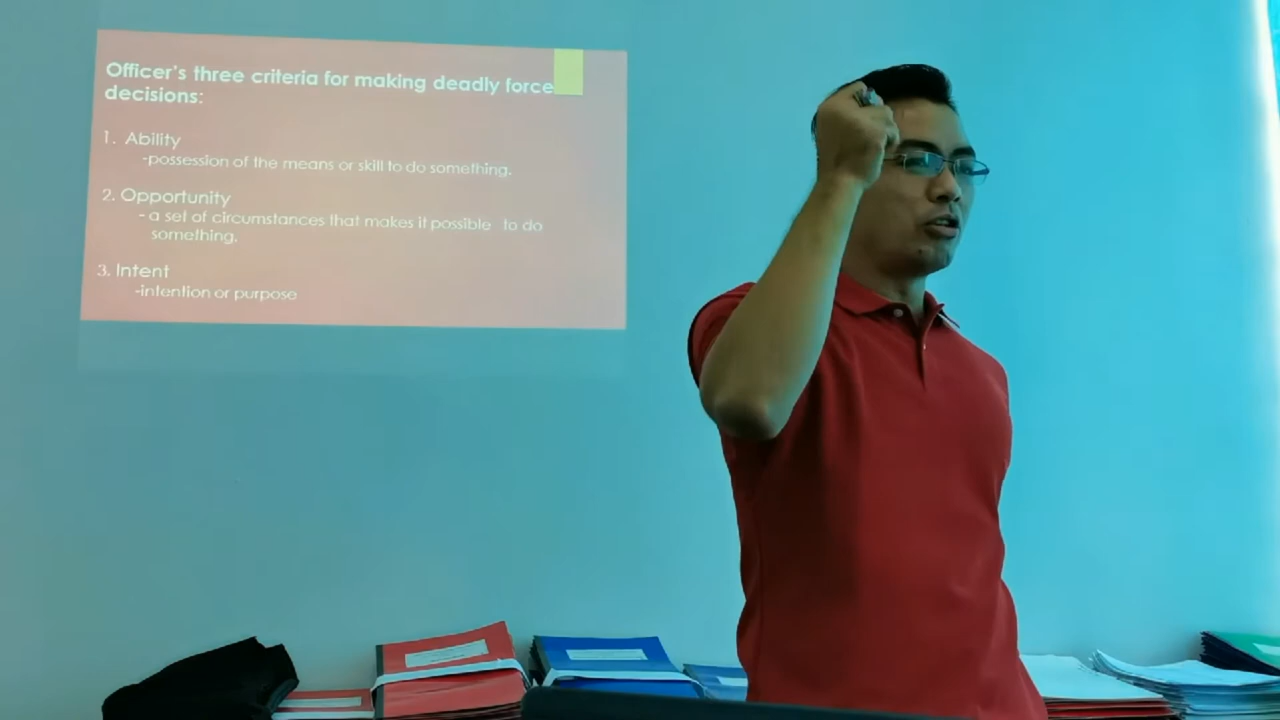 Officer's three criteria for making deadly force
decisions:
1. Ability
-possession of the means or skill to do something.
2. Opportunity
- a set of circumstances that makes it possible to do
something.
3. Intent
-intention or purpose